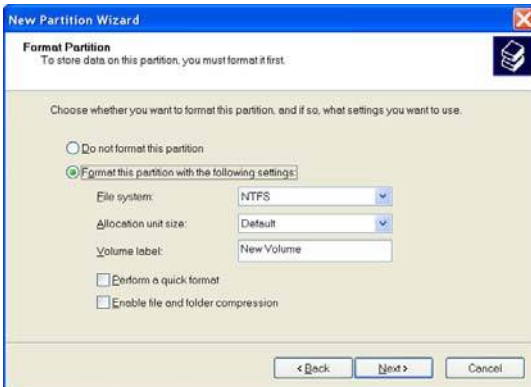 New Partition Wizard
Format Partition
To store data on this partition, you must format it first.
Choose whether you want to format this partition, and if so, what settings you want to use.
Do not format this partition
Format this partition with the following settings:
File system: NTFS
Allocation unit size: Default
Volume label: New Volume
Perform a quick format
Enable file and folder compression
< Back Next > Cancel